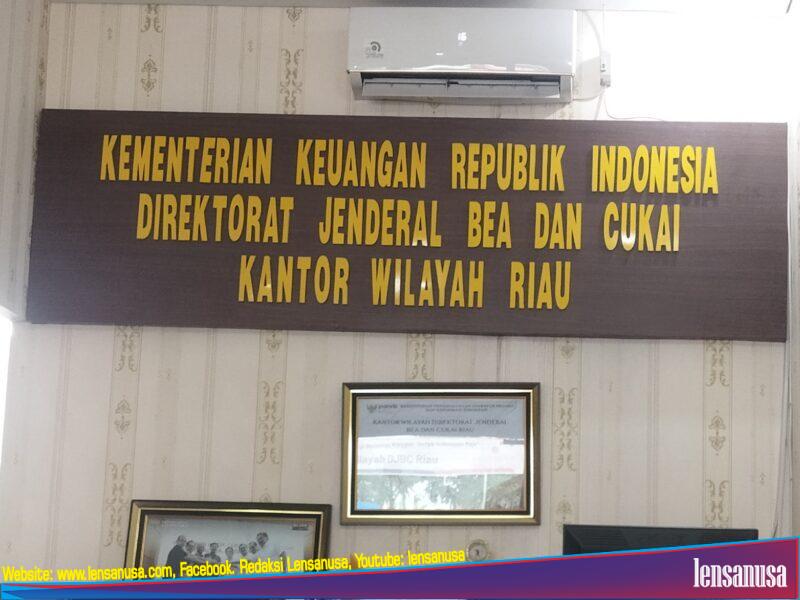 KEMENTERIAN KEUANGAN REPUBLIK INDONESIA
DIREKTORAT JENDERAL BEA DAN CUKAI
KANTOR WILAYAH RIAU
KANTOR WILAYAH DIREKTORAT JENDERAL
BEA DAN CUKAI RIAU
Wilayah DJBC Riau
Website: www.lensanusa.com, Facebook. Redaksi Lensanusa, Youtube: lensanusa
lensanusa